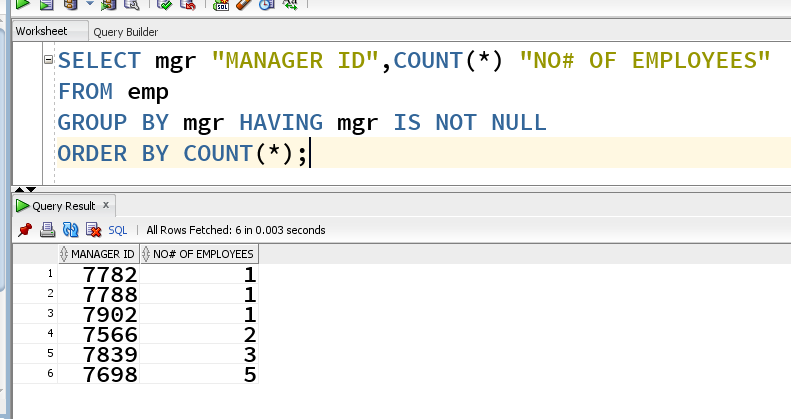 Worksheet Query Builder
SELECT mgr "MANAGER ID",COUNT(*) "NO# OF EMPLOYEES"
FROM emp
GROUP BY mgr HAVING mgr IS NOT NULL
ORDER BY COUNT(*);
Query Result x
SQL | All Rows Fetched: 6 in 0.003 seconds
MANAGER ID NO# OF EMPLOYEES
1 7782 1
2 7788 1
3 7902 1
4 7566 2
5 7839 3
6 7698 5